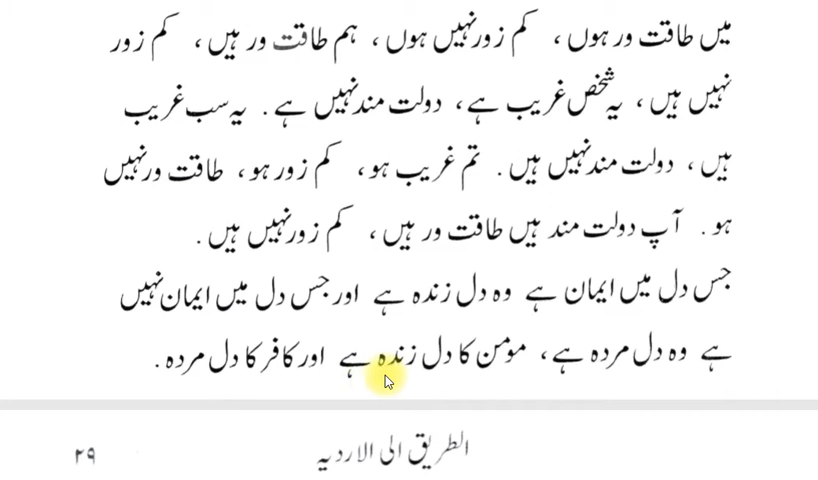 میں طاقت ور ہوں ، کم زور نہیں ہوں ، ہم طاقت ور ہیں ، کم زور
نہیں ہیں ، یہ شخص غریب ہے ، دولت مند نہیں ہے . یہ سب غریب
ہیں ، دولت مند نہیں ہیں . تم غریب ہو ، کم زور ہو ، طاقت ور نہیں
ہو . آپ دولت مند ہیں طاقت ور ہیں ، کم زور نہیں ہیں .
جس دل میں ایمان ہے وہ دل زندہ ہے اور جس دل میں ایمان نہیں
ہے وہ دل مردہ ہے ، مومن کا دل زندہ ہے اور کافر کا دل مردہ .
الطریق الی الاردیہ ۲۹